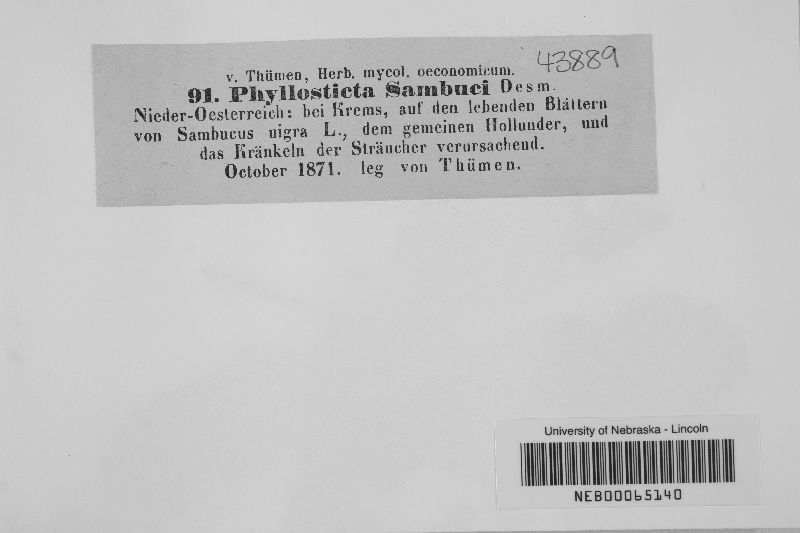 v. Thümen, Herb. mycol. oeconomicum. 43889
91. Phyllosticta Sambuci Desm.
Nieder-Oesterreich: bei Krems, auf den lebenden Blättern
von Sambucus nigra L., dem gemeinen Hollunder, und
das Kränkeln der Sträucher verursachend.
October 1871. leg von Thümen.
University of Nebraska - Lincoln
NEB00065140